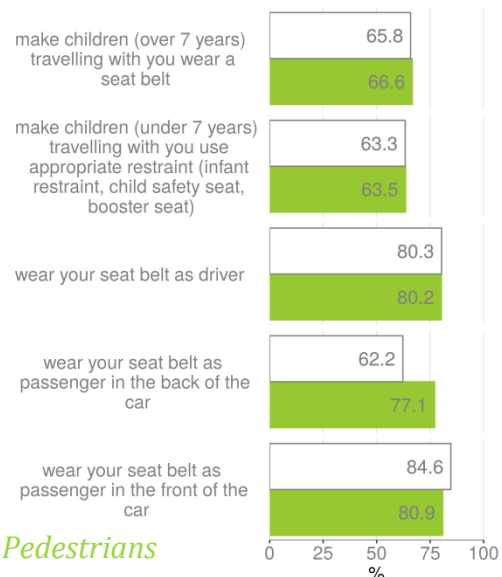 make children (over 7 years)
travelling with you wear a
seat belt
65.8
66.6
make children (under 7 years)
travelling with you use
appropriate restraint (infant
restraint, child safety seat,
booster seat)
63.3
63.5
wear your seat belt as driver
80.3
80.2
wear your seat belt as
passenger in the back of the
car
62.2
77.1
wear your seat belt as
passenger in the front of the
car
84.6
80.9
Pedestrians
0 25 50 75 100
%